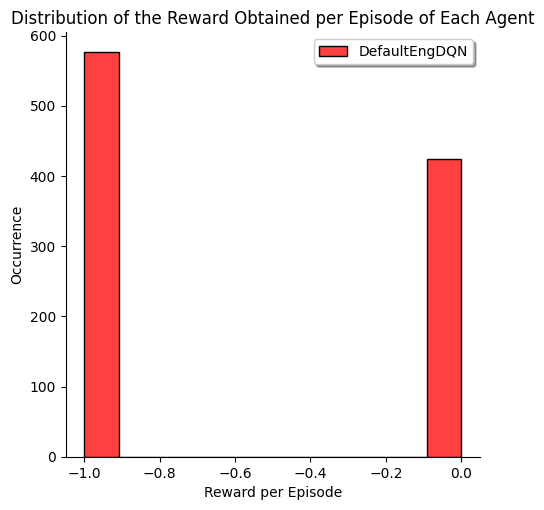 Distribution of the Reward Obtained per Episode of Each Agent
DefaultEngDQN
600
500
400
300
200
100
0
Occurrence
−1.0 −0.8 −0.6 −0.4 −0.2 0.0
Reward per Episode